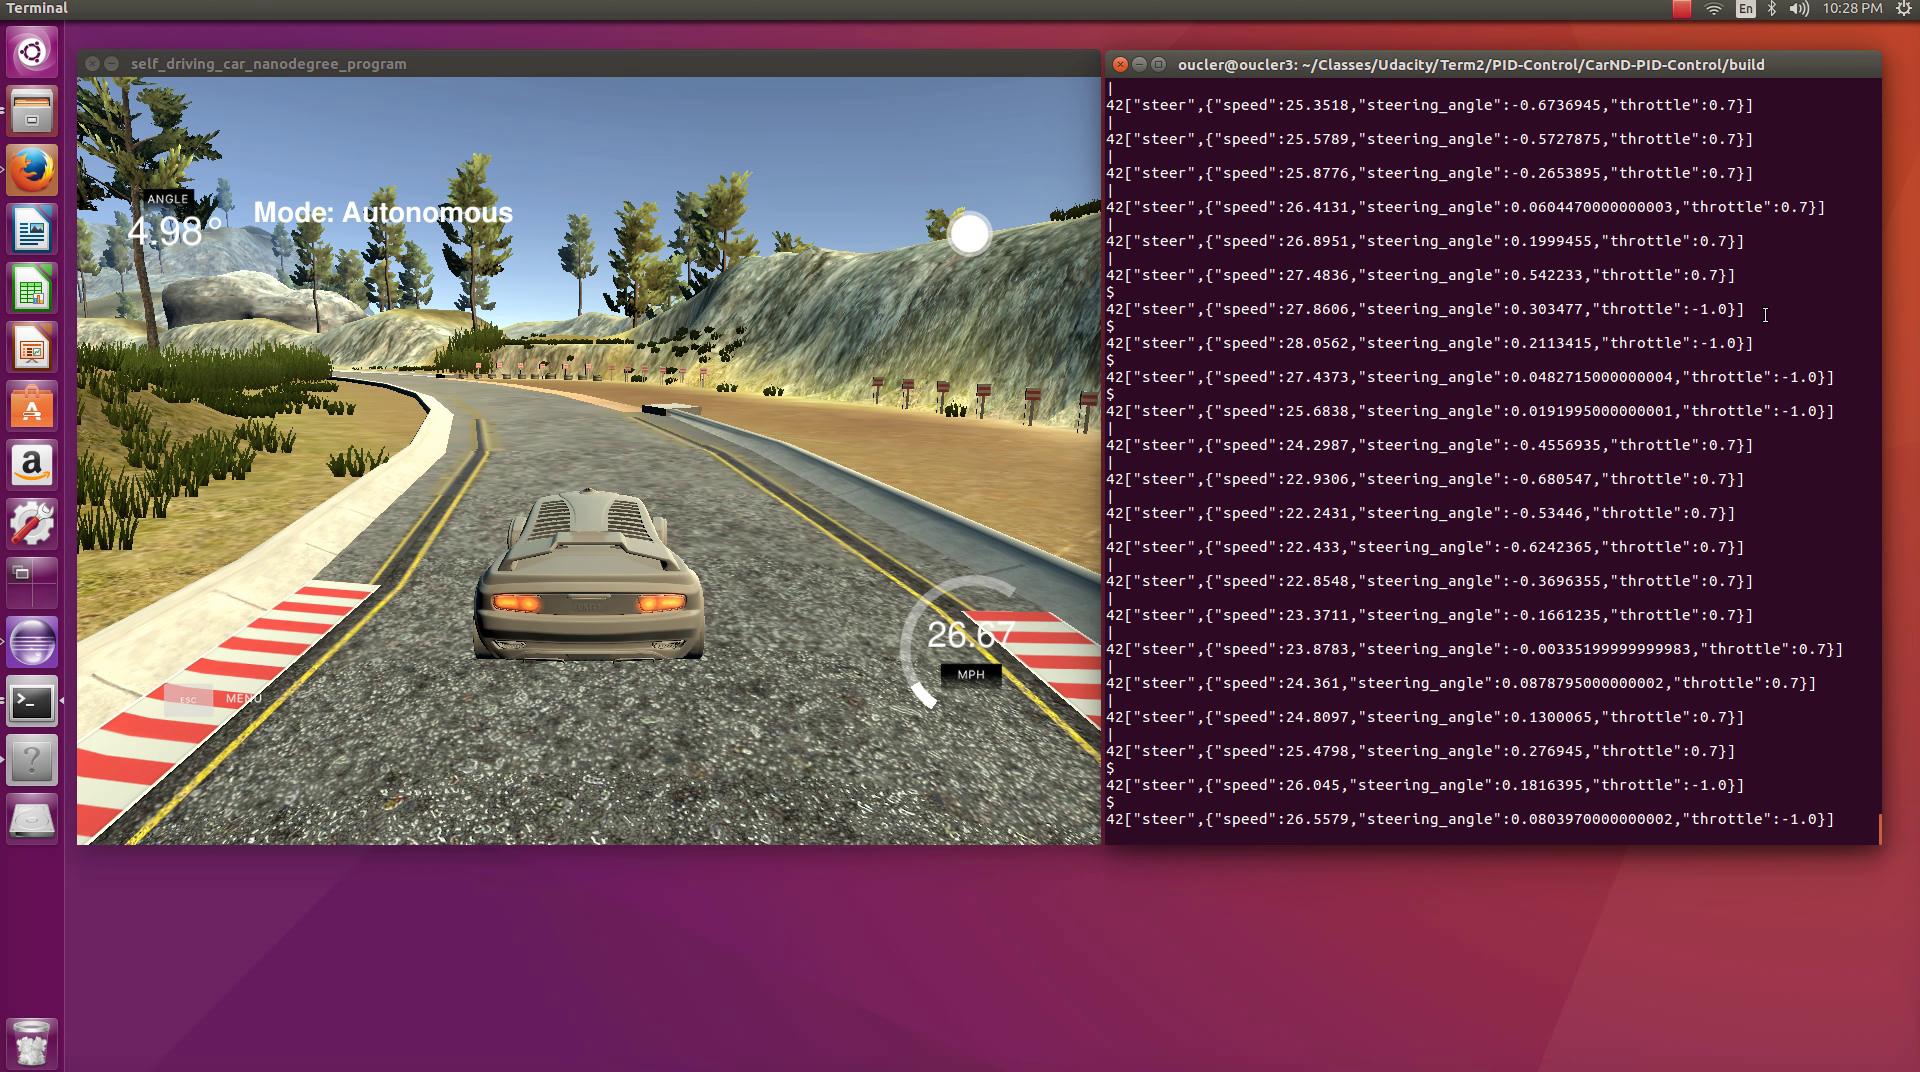 Terminal
En
10:28 PM
self_driving_car_nanodegree_program
ANGLE
4.98°
Mode: Autonomous
26.67
MPH
ESC
MENU
oucler@oucler3: ~/Classes/Udacity/Term2/PID-Control/CarND-PID-Control/build
|
42["steer",{"speed":25.3518,"steering_angle":-0.6736945,"throttle":0.7}]
|
42["steer",{"speed":25.5789,"steering_angle":-0.5727875,"throttle":0.7}]
|
42["steer",{"speed":25.8776,"steering_angle":-0.2653895,"throttle":0.7}]
|
42["steer",{"speed":26.4131,"steering_angle":0.0604470000000003,"throttle":0.7}]
|
42["steer",{"speed":26.8951,"steering_angle":0.1999455,"throttle":0.7}]
|
42["steer",{"speed":27.4836,"steering_angle":0.542233,"throttle":0.7}]
$
42["steer",{"speed":27.8606,"steering_angle":0.303477,"throttle":-1.0}]
$
42["steer",{"speed":28.0562,"steering_angle":0.2113415,"throttle":-1.0}]
$
42["steer",{"speed":27.4373,"steering_angle":0.0482715000000004,"throttle":-1.0}]
$
42["steer",{"speed":25.6838,"steering_angle":0.0191995000000001,"throttle":-1.0}]
|
42["steer",{"speed":24.2987,"steering_angle":-0.4556935,"throttle":0.7}]
|
42["steer",{"speed":22.9306,"steering_angle":-0.680547,"throttle":0.7}]
|
42["steer",{"speed":22.2431,"steering_angle":-0.53446,"throttle":0.7}]
|
42["steer",{"speed":22.433,"steering_angle":-0.6242365,"throttle":0.7}]
|
42["steer",{"speed":22.8548,"steering_angle":-0.3696355,"throttle":0.7}]
|
42["steer",{"speed":23.3711,"steering_angle":-0.1661235,"throttle":0.7}]
|
42["steer",{"speed":23.8783,"steering_angle":-0.00335199999999983,"throttle":0.7}]
|
42["steer",{"speed":24.361,"steering_angle":0.0878795000000002,"throttle":0.7}]
|
42["steer",{"speed":24.8097,"steering_angle":0.1300065,"throttle":0.7}]
|
42["steer",{"speed":25.4798,"steering_angle":0.276945,"throttle":0.7}]
$
42["steer",{"speed":26.045,"steering_angle":0.1816395,"throttle":-1.0}]
$
42["steer",{"speed":26.5579,"steering_angle":0.0803970000000002,"throttle":-1.0}]